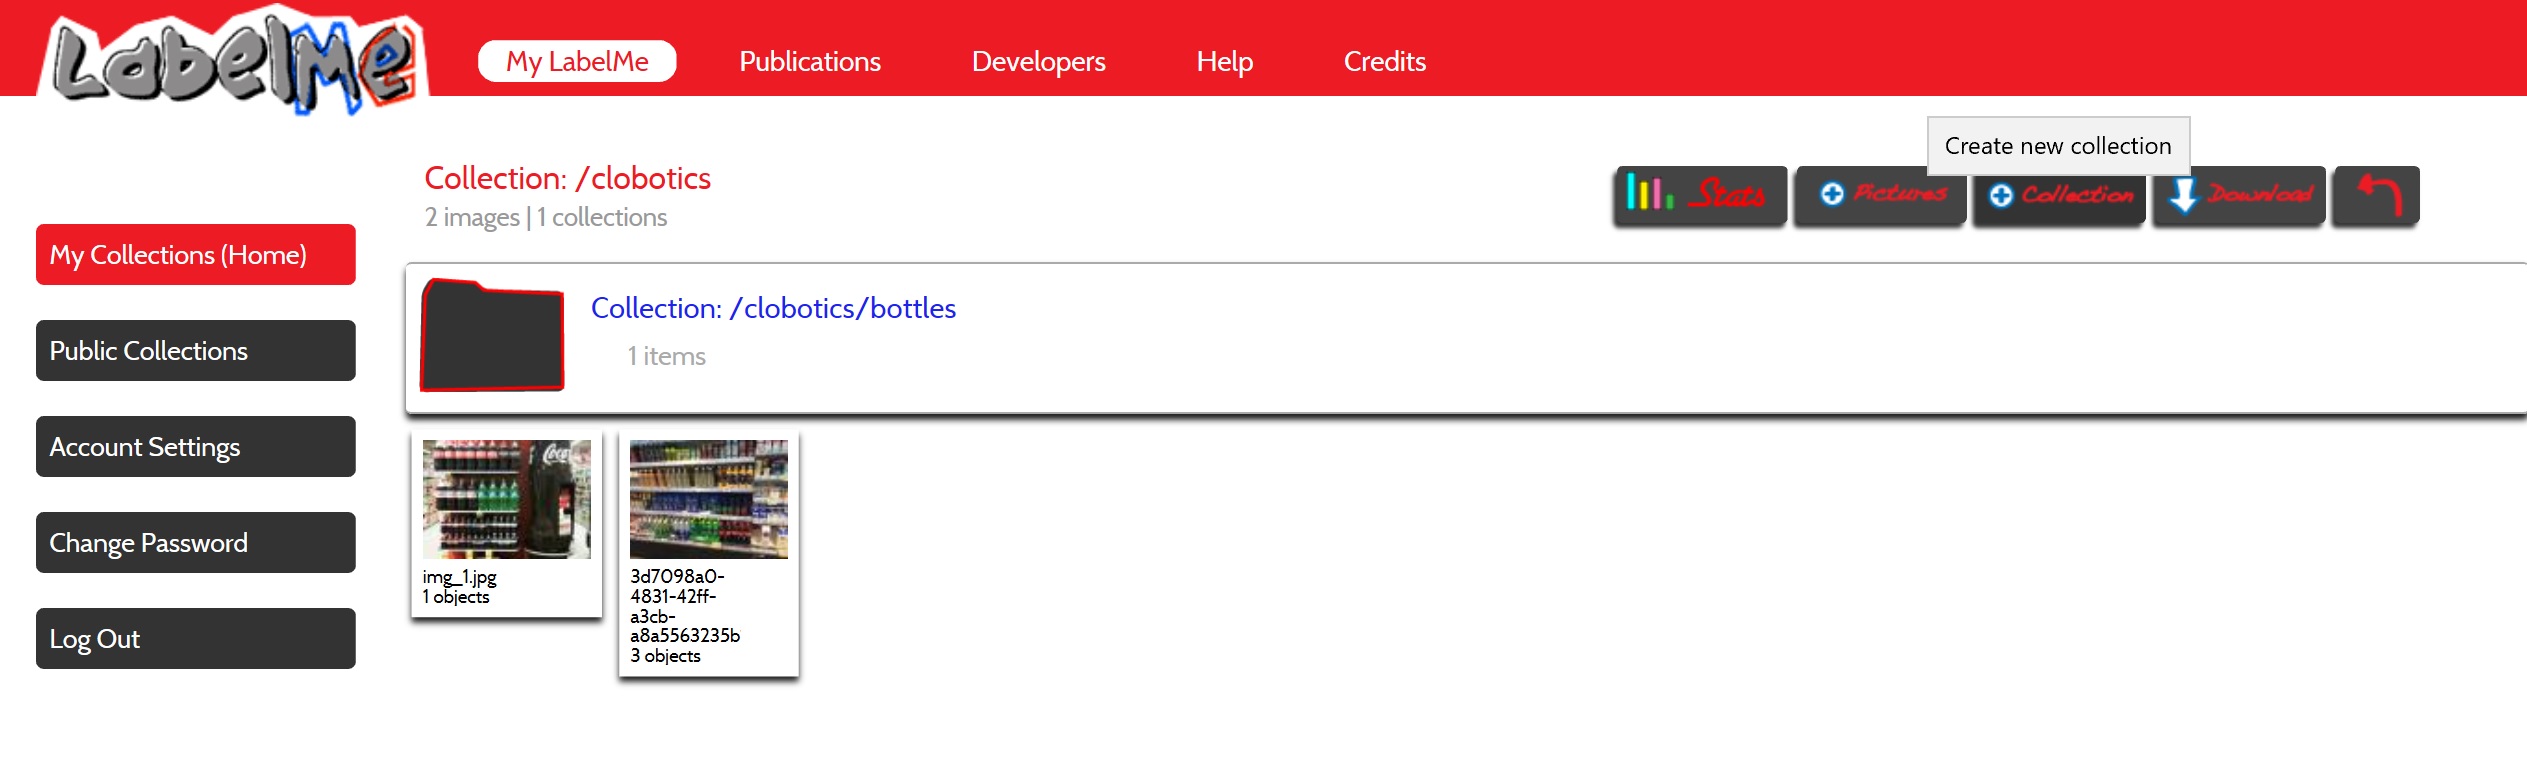 LabelMe
My LabelMe
Publications
Developers
Help
Credits
Create new collection
Collection: /clobotics
2 images | 1 collections
Stats
Pictures
Collection
Download
My Collections (Home)
Public Collections
Account Settings
Change Password
Log Out
Collection: /clobotics/bottles
1 items
Coca
img_1.jpg
1 objects
3d7098a0-
4831-42ff-
a3cb-
a8a5563235b
3 objects